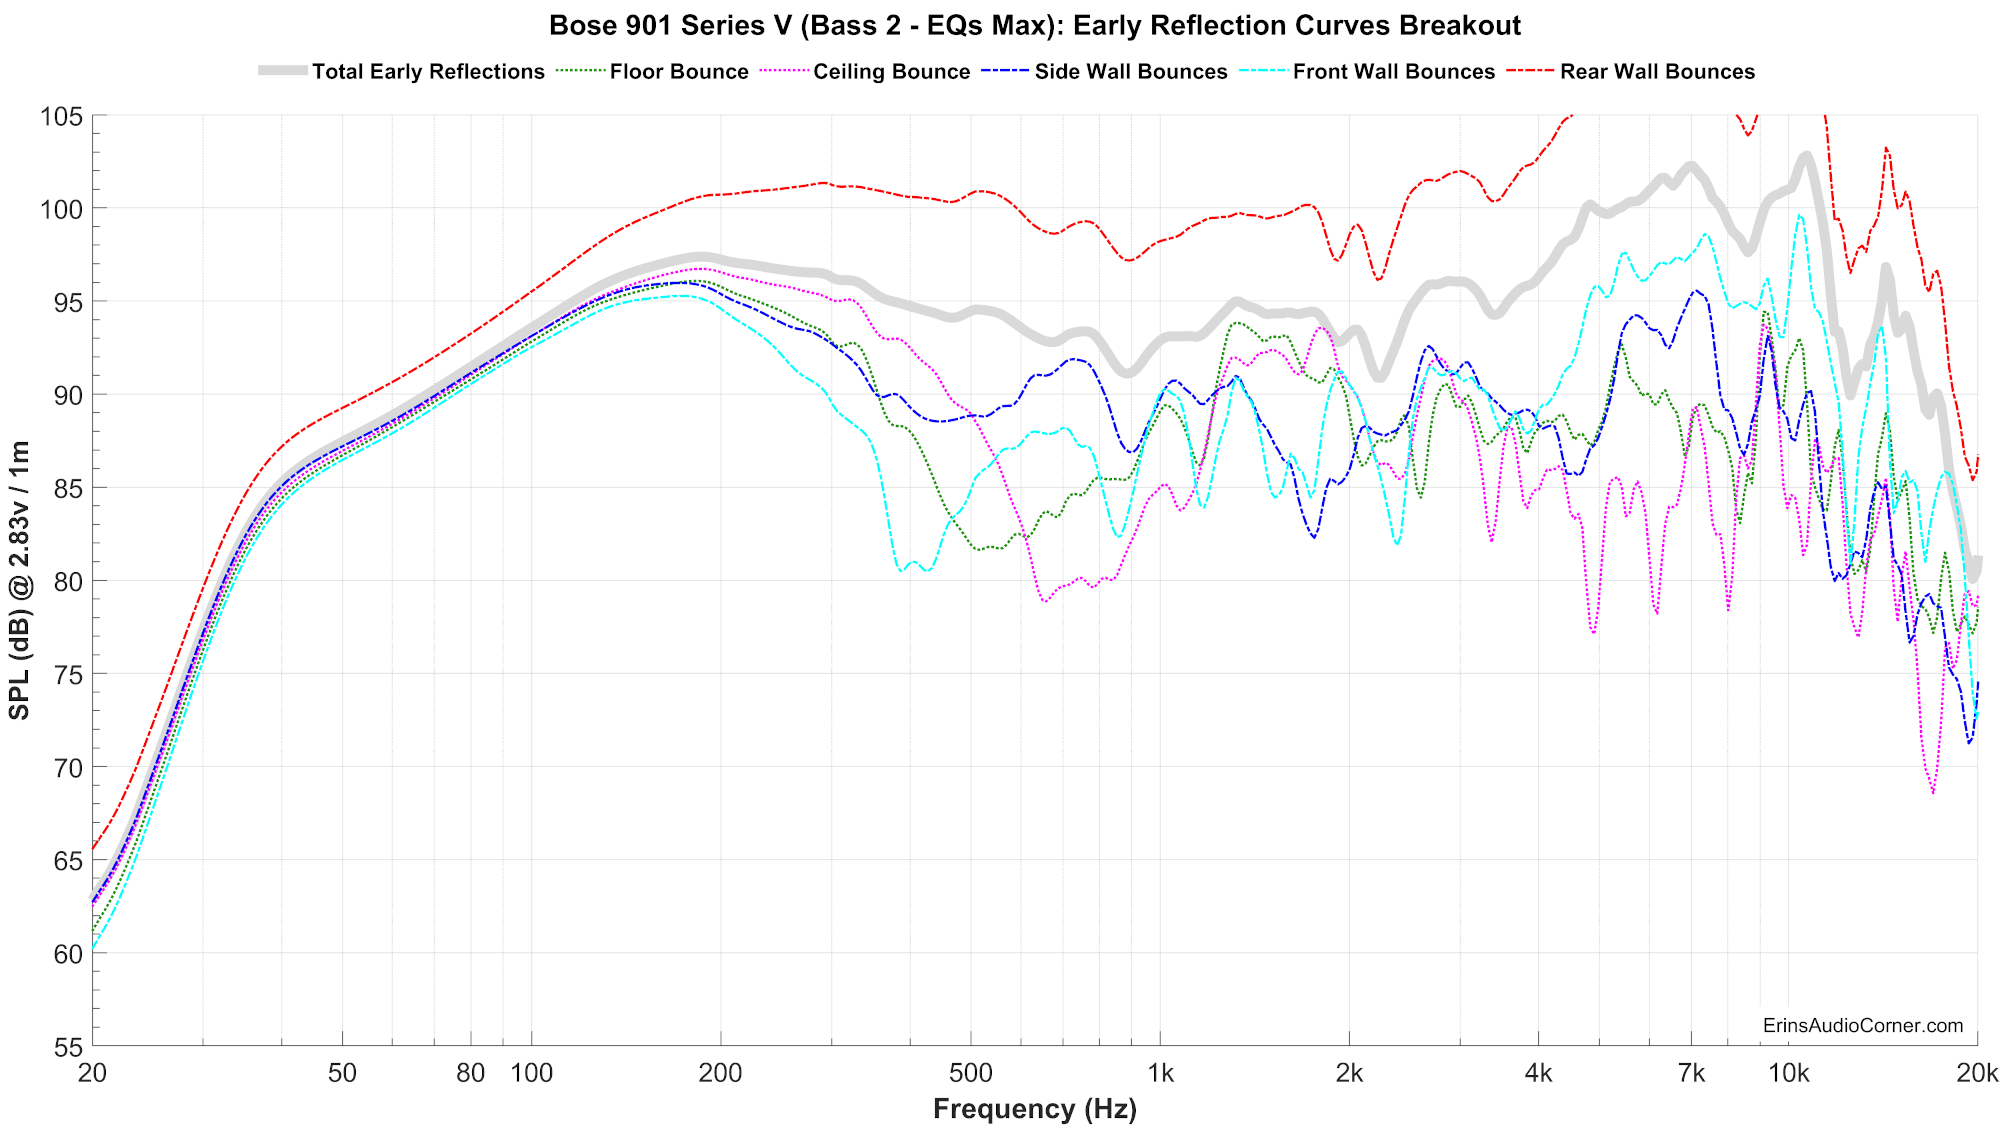 Bose 901 Series V (Bass 2 - EQs Max): Early Reflection Curves Breakout
Total Early Reflections Floor Bounce Ceiling Bounce Side Wall Bounces Front Wall Bounces Rear Wall Bounces
105
100
95
90
85
80
75
70
65
60
55
SPL (dB) @ 2.83v / 1m
ErinsAudioCorner.com
20 50 80 100 200 500 1k 2k 4k 7k 10k 20k
Frequency (Hz)